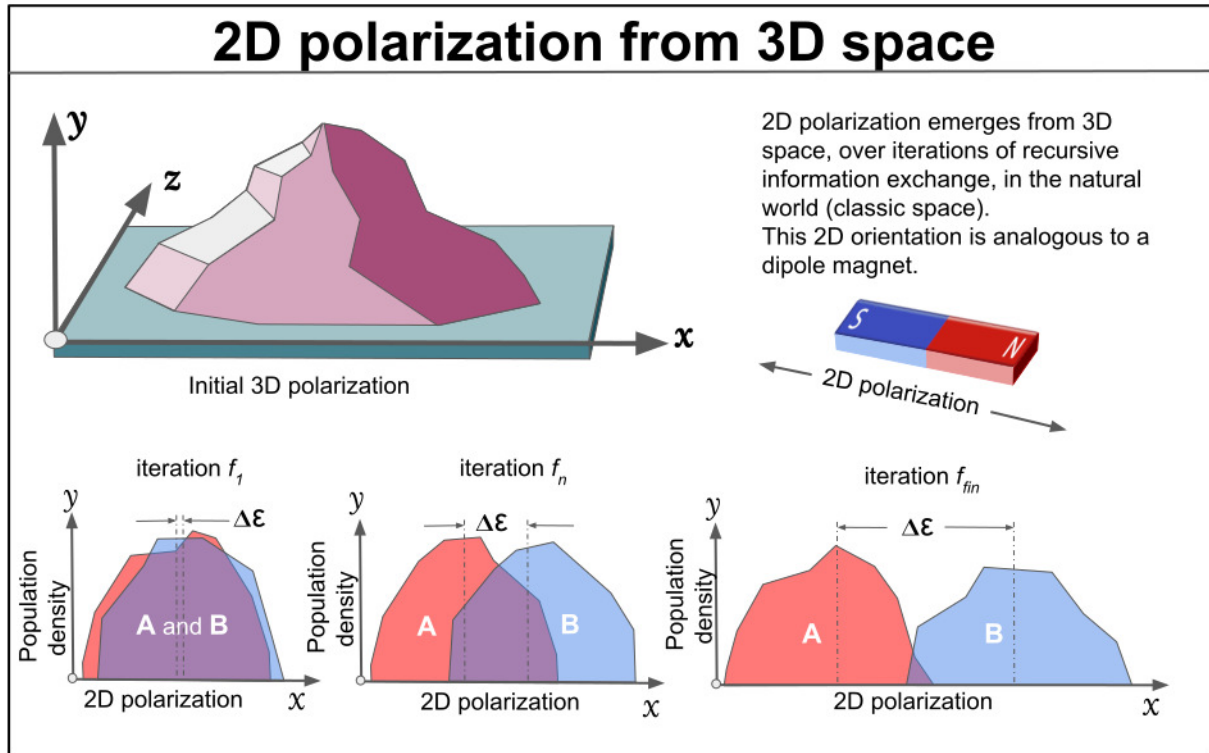 2D polarization from 3D space
y
z
x
Initial 3D polarization
2D polarization emerges from 3D
space, over iterations of recursive
information exchange, in the natural
world (classic space).
This 2D orientation is analogous to a
dipole magnet.
S
N
2D polarization
iteration f₁
y
Δε
Population
density
A and B
2D polarization
x
iteration fₙ
y
Δε
Population
density
A
B
2D polarization
x
iteration f_fin
y
Δε
Population
density
A
B
2D polarization
x